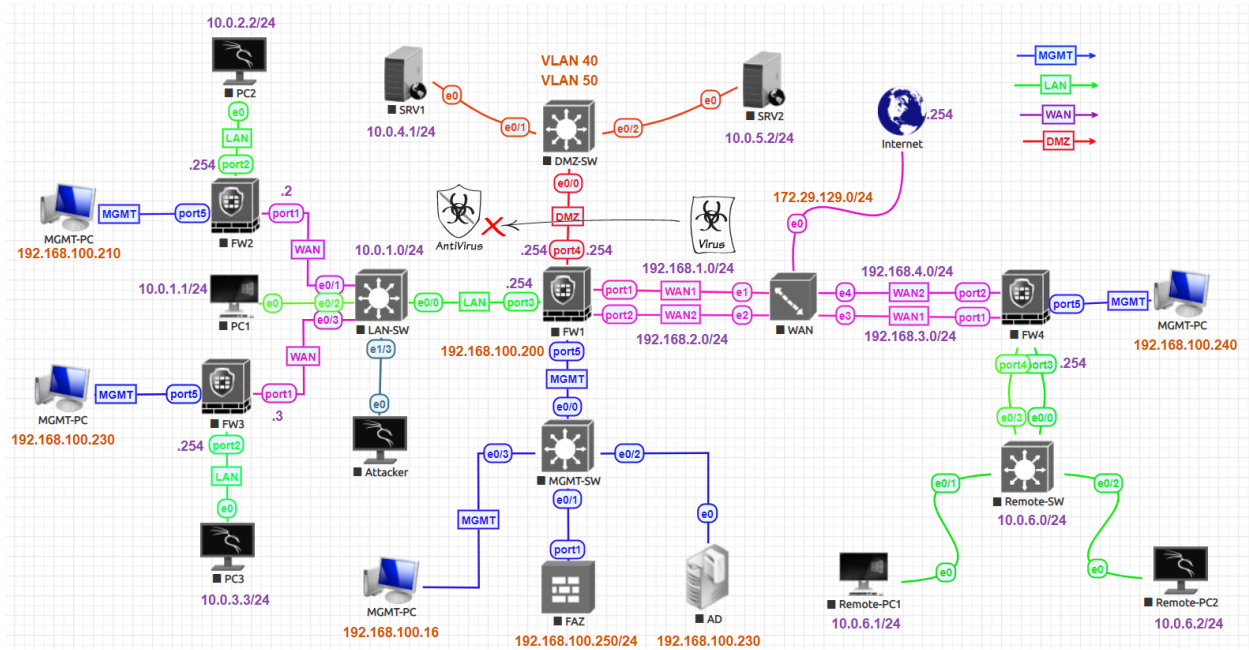 10.0.2.2/24
PC2
e0
LAN
.254
port2
MGMT-PC
192.168.100.210
MGMT
port5
FW2
.2
port1
WAN
SRV1
e0
10.0.4.1/24
e0/1
VLAN 40
VLAN 50
DMZ-SW
e0/0
DMZ
.254
port4
.254
e0/2
e0
SRV2
10.0.5.2/24
AntiVirus
Virus
Internet
.254
172.29.129.0/24
e0
MGMT
LAN
WAN
DMZ
10.0.1.0/24
e0/1
10.0.1.1/24
PC1
e0
e0/2
e0/3
LAN-SW
e0/0
LAN
.254
port3
FW1
192.168.100.200
192.168.1.0/24
port1
WAN1
e1
port2
WAN2
e2
192.168.2.0/24
WAN
192.168.4.0/24
e4
WAN2
port2
e3
WAN1
port1
192.168.3.0/24
FW4
port5
MGMT
MGMT-PC
192.168.100.240
port4
port3
.254
e0/3
e0/0
Remote-SW
10.0.6.0/24
e0/1
e0
Remote-PC1
10.0.6.1/24
e0/2
e0
Remote-PC2
10.0.6.2/24
WAN
MGMT-PC
192.168.100.230
MGMT
port5
FW3
port1
.3
.254
port2
LAN
e0
PC3
10.0.3.3/24
e1/3
e0
Attacker
port5
MGMT
e0/0
MGMT-SW
e0/3
MGMT
MGMT-PC
192.168.100.16
e0/1
port1
FAZ
192.168.100.250/24
e0/2
e0
AD
192.168.100.230